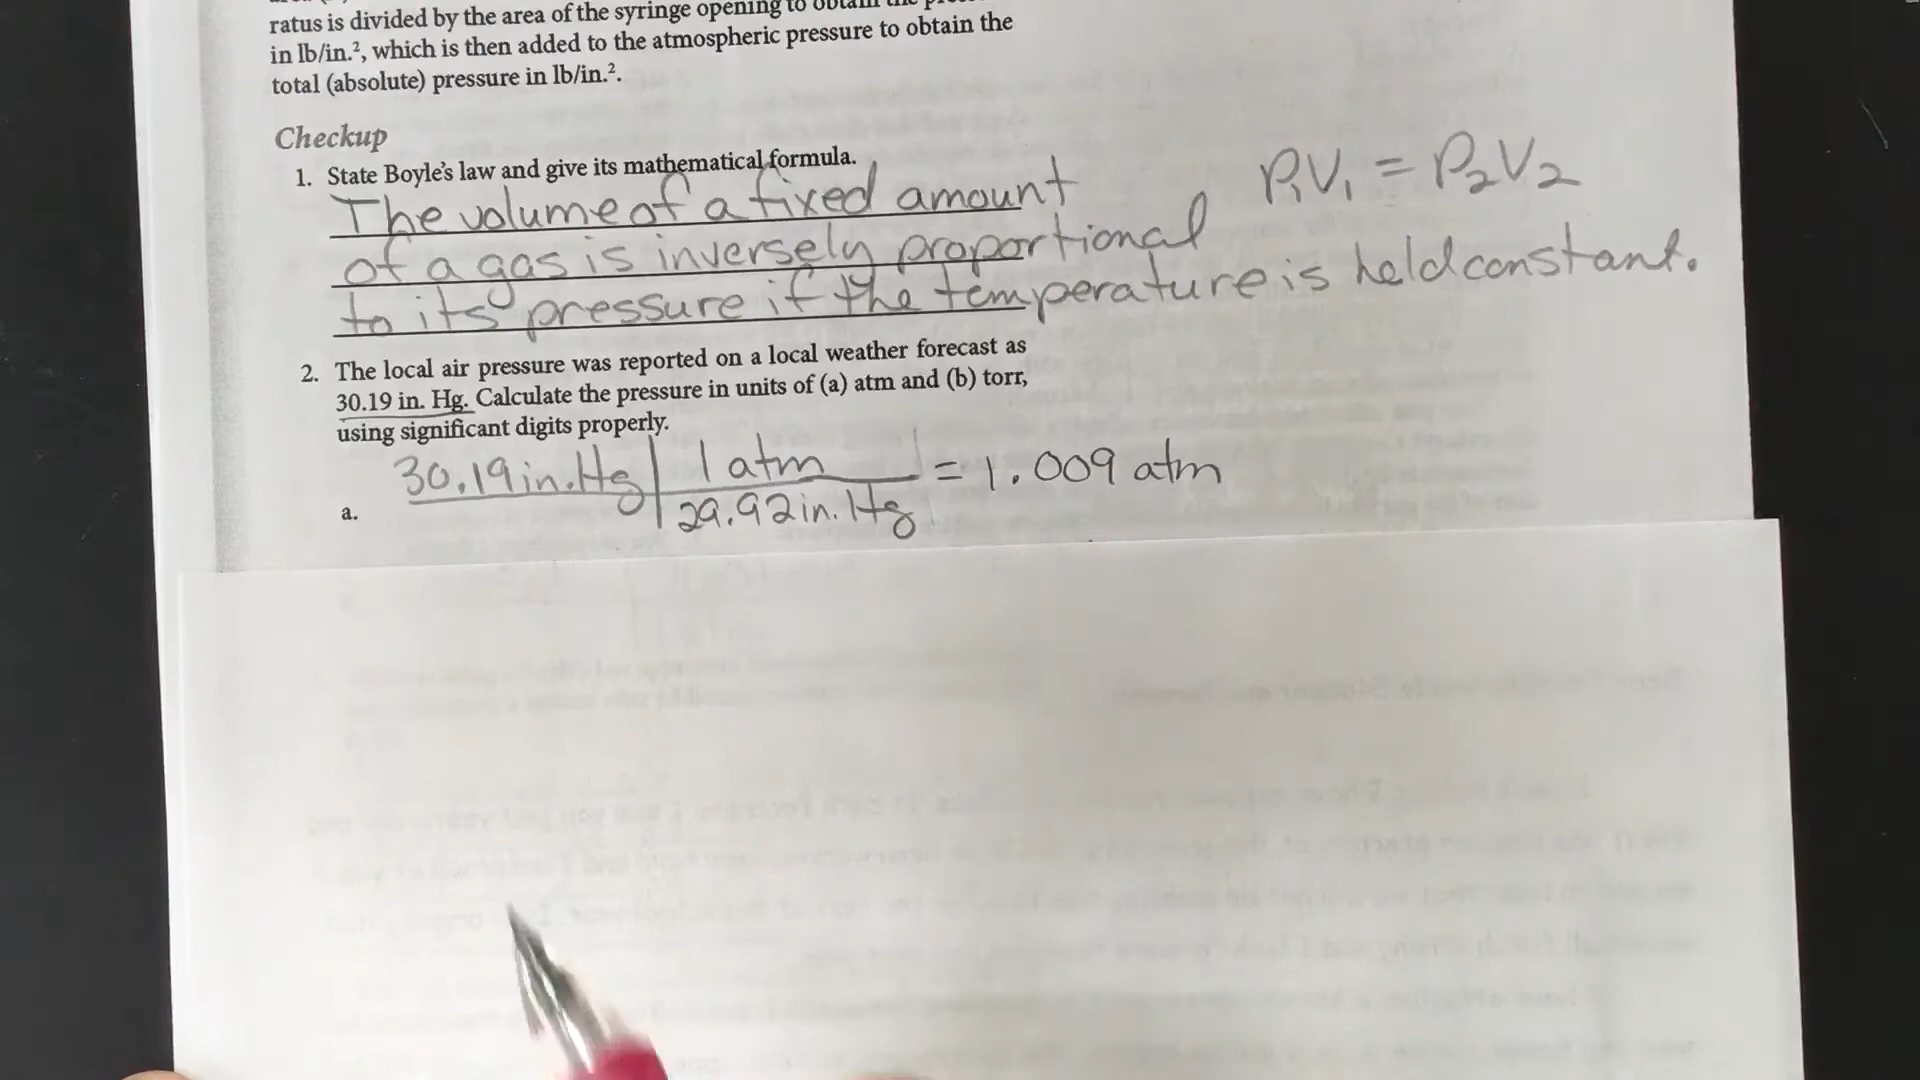 ratus is divided by the area of the syringe opening to obtain the
in lb/in.², which is then added to the atmospheric pressure to obtain the
total (absolute) pressure in lb/in.².
Checkup
1. State Boyle's law and give its mathematical formula.
The volume of a fixed amount
of a gas is inversely proportional
to its pressure if the temperature is held constant.
P₁V₁ = P₂V₂
2. The local air pressure was reported on a local weather forecast as
30.19 in. Hg. Calculate the pressure in units of (a) atm and (b) torr,
using significant digits properly.
a. 30.19 in. Hg | 1 atm = 1.009 atm
29.92 in. Hg